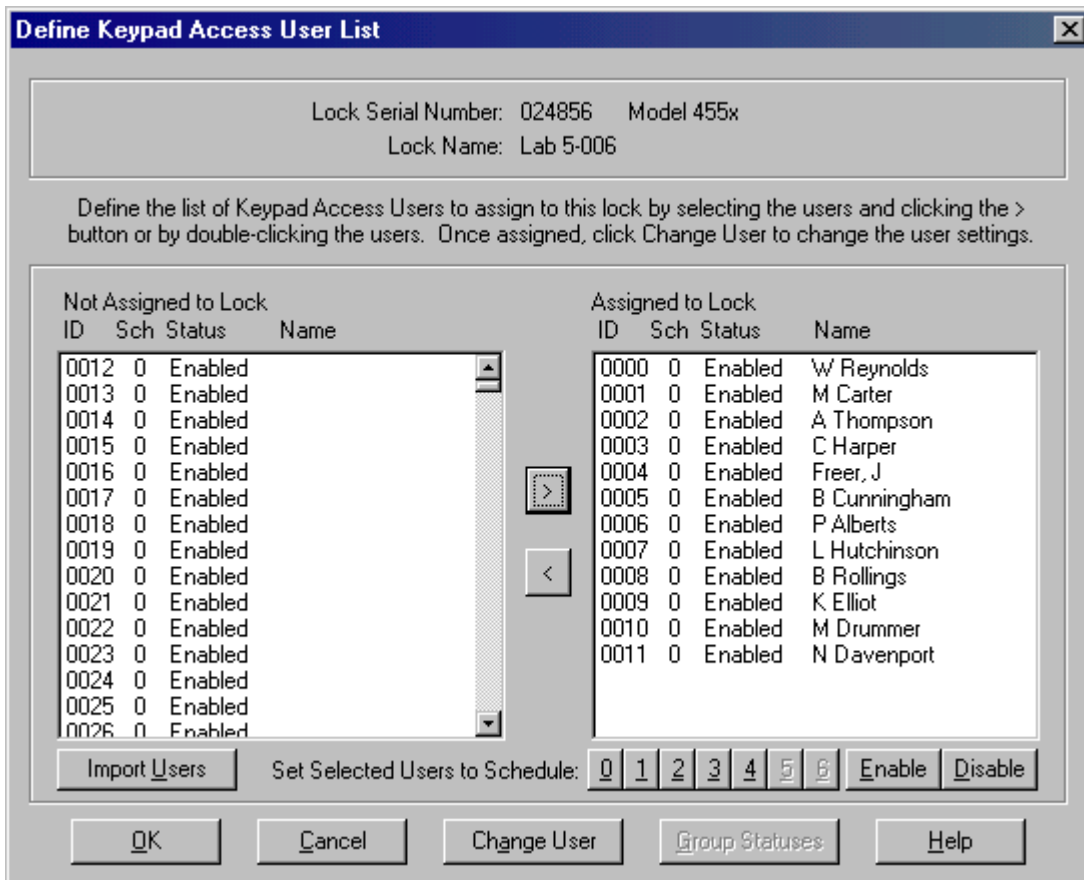 Define Keypad Access User List
Lock Serial Number: 024856 Model 455x
Lock Name: Lab 5-006
Define the list of Keypad Access Users to assign to this lock by selecting the users and clicking the >
button or by double-clicking the users. Once assigned, click Change User to change the user settings.
Not Assigned to Lock
ID Sch Status Name
0012 0 Enabled
0013 0 Enabled
0014 0 Enabled
0015 0 Enabled
0016 0 Enabled
0017 0 Enabled
0018 0 Enabled
0019 0 Enabled
0020 0 Enabled
0021 0 Enabled
0022 0 Enabled
0023 0 Enabled
0024 0 Enabled
0025 0 Enabled
0026 0 Enabled
>
<
Assigned to Lock
ID Sch Status Name
0000 0 Enabled W Reynolds
0001 0 Enabled M Carter
0002 0 Enabled A Thompson
0003 0 Enabled C Harper
0004 0 Enabled Freer, J
0005 0 Enabled B Cunningham
0006 0 Enabled P Alberts
0007 0 Enabled L Hutchinson
0008 0 Enabled B Rollings
0009 0 Enabled K Elliot
0010 0 Enabled M Drummer
0011 0 Enabled N Davenport
Import Users Set Selected Users to Schedule: 0 1 2 3 4 5 6 Enable Disable
OK Cancel Change User Group Statuses Help